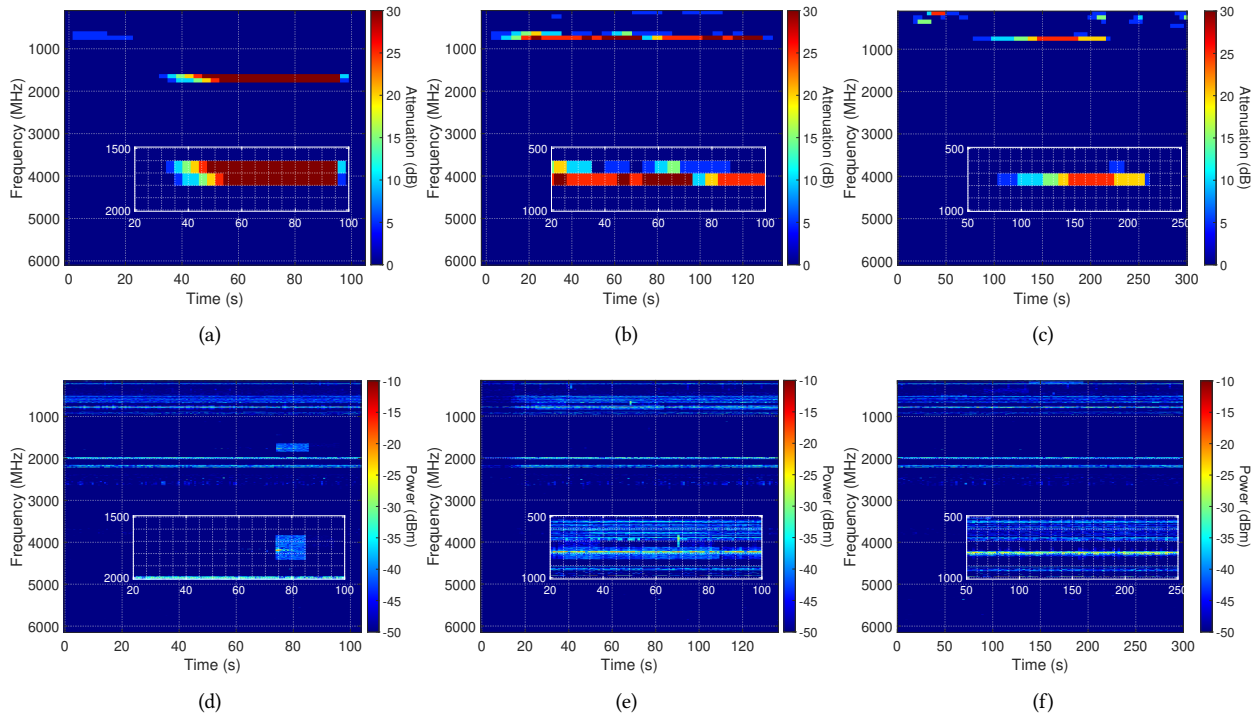 1000
2000
3000
4000
5000
6000
Frequency (MHz)
0 20 40 60 80 100
Time (s)
1500
2000
20 40 60 80 100
30
25
20
15
10
5
0
Attenuation (dB)
(a)
1000
2000
3000
4000
5000
6000
Frequency (MHz)
0 20 40 60 80 100 120
Time (s)
500
1000
20 40 60 80 100
30
25
20
15
10
5
0
Attenuation (dB)
(b)
1000
2000
3000
4000
5000
6000
Frequency (MHz)
0 50 100 150 200 250 300
Time (s)
500
1000
50 100 150 200 250
30
25
20
15
10
5
0
Attenuation (dB)
(c)
1000
2000
3000
4000
5000
6000
Frequency (MHz)
0 20 40 60 80 100
Time (s)
1500
2000
20 40 60 80 100
-10
-15
-20
-25
-30
-35
-40
-45
-50
Power (dBm)
(d)
1000
2000
3000
4000
5000
6000
Frequency (MHz)
0 20 40 60 80 100 120
Time (s)
500
1000
20 40 60 80 100
-10
-15
-20
-25
-30
-35
-40
-45
-50
Power (dBm)
(e)
1000
2000
3000
4000
5000
6000
Frequency (MHz)
0 50 100 150 200 250 300
Time (s)
500
1000
50 100 150 200 250
-10
-15
-20
-25
-30
-35
-40
-45
-50
Power (dBm)
(f)